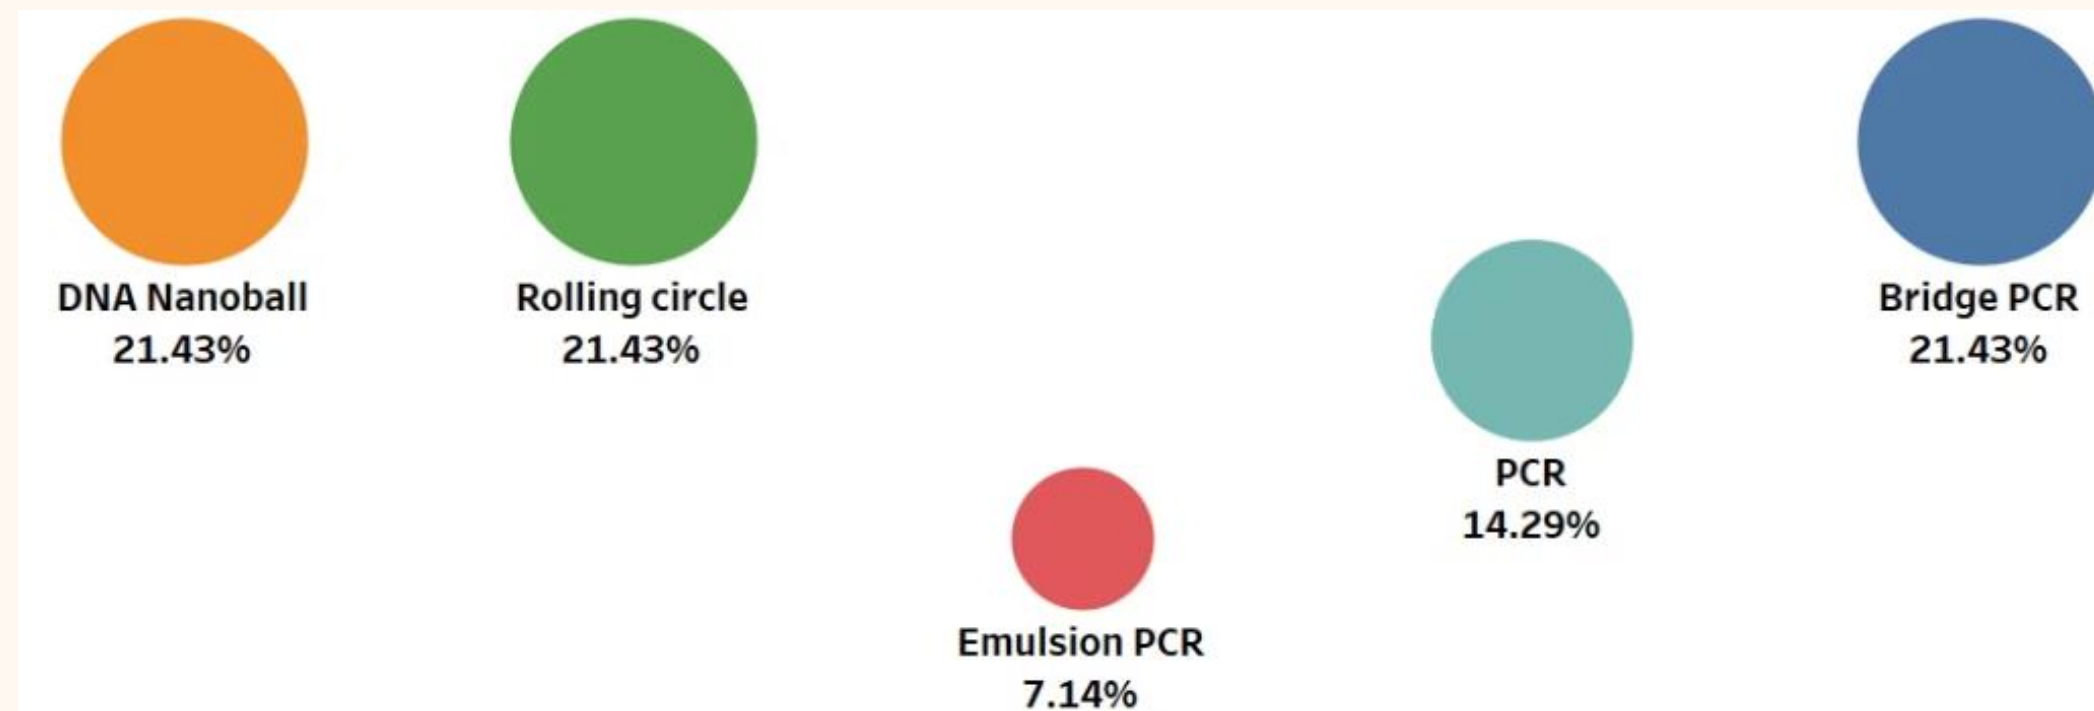 DNA Nanoball
21.43%
Rolling circle
21.43%
Emulsion PCR
7.14%
PCR
14.29%
Bridge PCR
21.43%